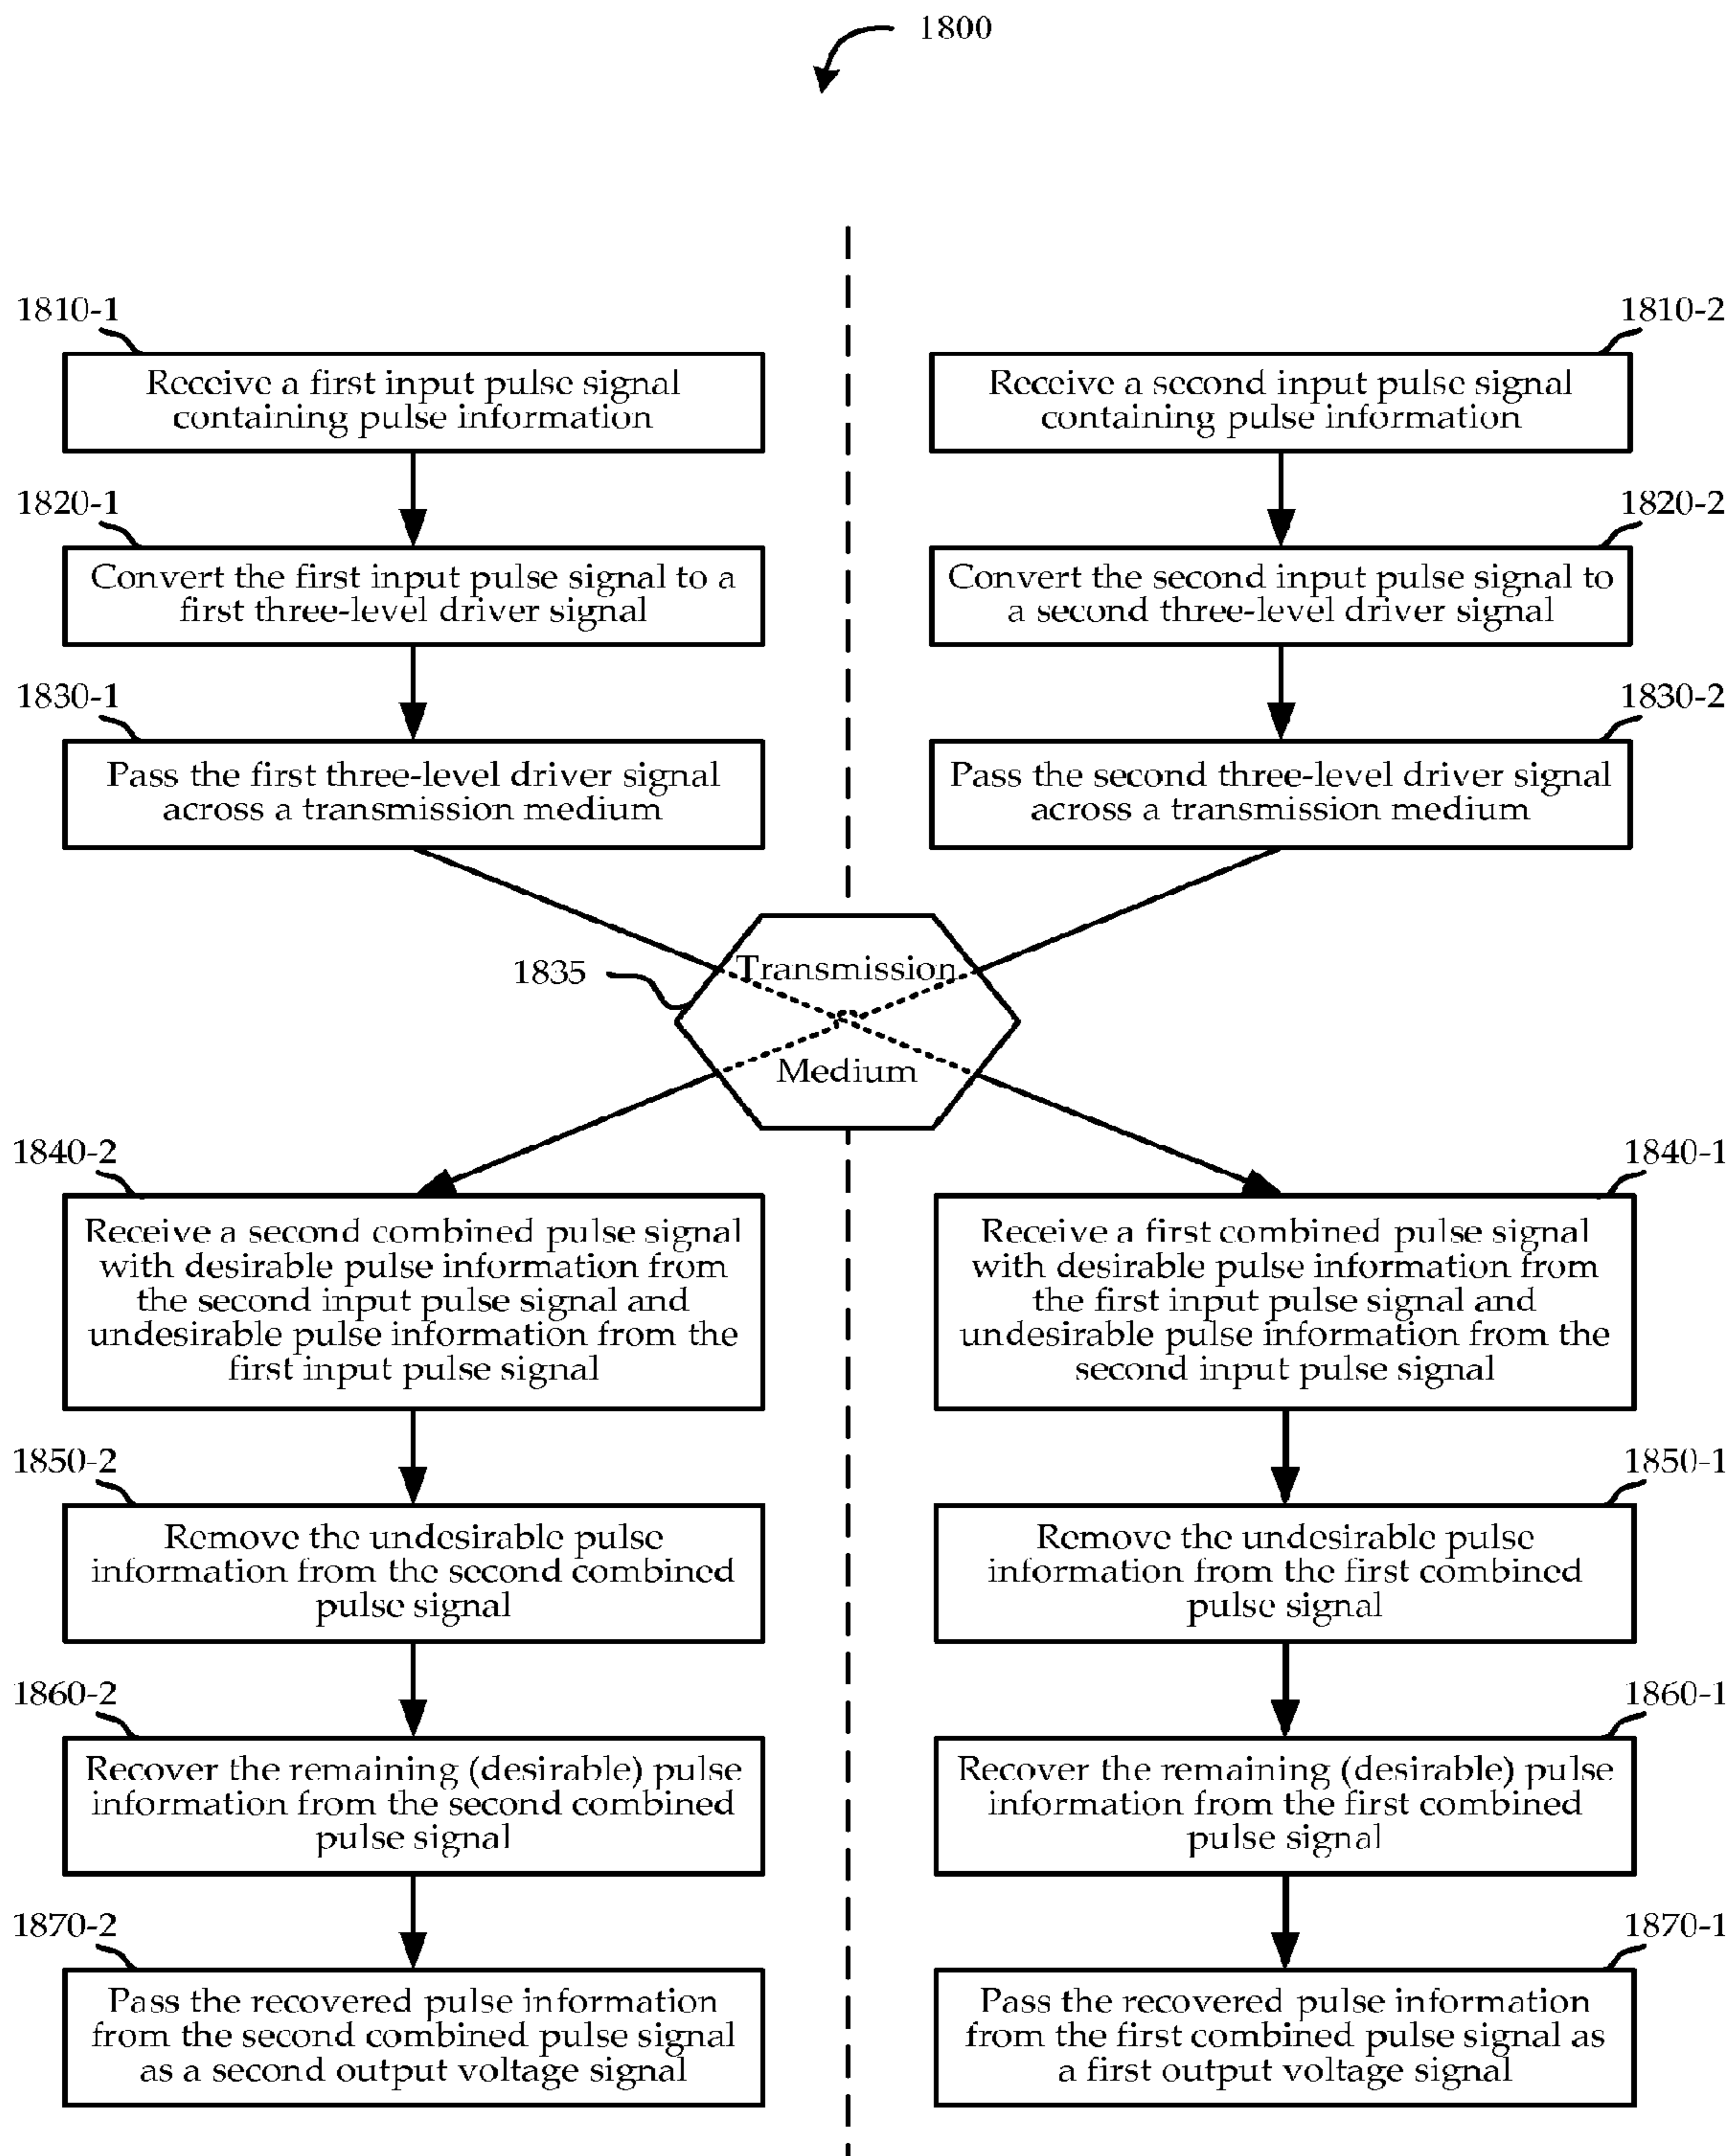 1800
1810-1
Receive a first input pulse signal
containing pulse information
1810-2
Receive a second input pulse signal
containing pulse information
1820-1
Convert the first input pulse signal to a
first three-level driver signal
1820-2
Convert the second input pulse signal to
a second three-level driver signal
1830-1
Pass the first three-level driver signal
across a transmission medium
1830-2
Pass the second three-level driver signal
across a transmission medium
1835
Transmission
Medium
1840-2
Receive a second combined pulse signal
with desirable pulse information from
the second input pulse signal and
undesirable pulse information from the
first input pulse signal
1840-1
Receive a first combined pulse signal
with desirable pulse information from
the first input pulse signal and
undesirable pulse information from the
second input pulse signal
1850-2
Remove the undesirable pulse
information from the second combined
pulse signal
1850-1
Remove the undesirable pulse
information from the first combined
pulse signal
1860-2
Recover the remaining (desirable) pulse
information from the second combined
pulse signal
1860-1
Recover the remaining (desirable) pulse
information from the first combined
pulse signal
1870-2
Pass the recovered pulse information
from the second combined pulse signal
as a second output voltage signal
1870-1
Pass the recovered pulse information
from the first combined pulse signal as
a first output voltage signal